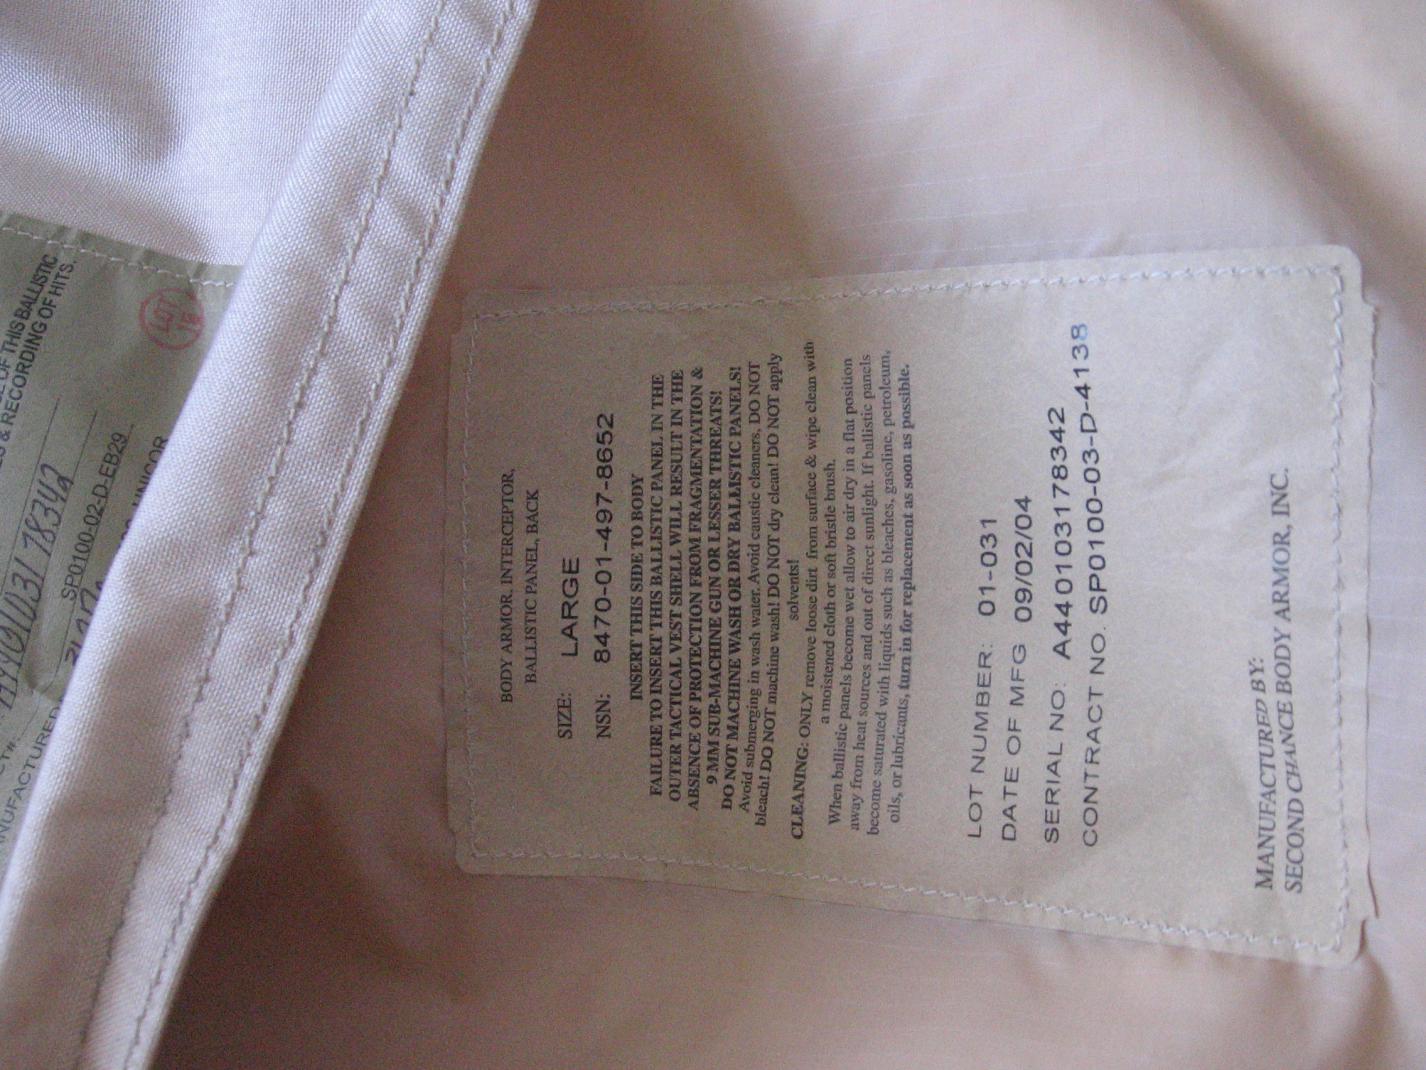 BODY ARMOR, INTERCEPTOR,
BALLISTIC PANEL, BACK
SIZE: LARGE
NSN: 8470-01-497-8652
INSERT THIS SIDE TO BODY
FAILURE TO INSERT THIS BALLISTIC PANEL IN THE
OUTER TACTICAL VEST SHELL WILL RESULT IN THE
ABSENCE OF PROTECTION FROM FRAGMENTATION &
9 MM SUB-MACHINE GUN OR LESSER THREATS!
DO NOT MACHINE WASH OR DRY BALLISTIC PANELS!
Avoid submerging in wash water. Avoid caustic cleaners, DO NOT
bleach! DO NOT machine wash! DO NOT dry clean! DO NOT apply
solvents!
CLEANING: ONLY remove loose dirt from surface & wipe clean with
a moistened cloth or soft bristle brush.
When ballistic panels become wet allow to air dry in a flat position
away from heat sources and out of direct sunlight. If ballistic panels
become saturated with liquids such as bleaches, gasoline, petroleum,
oils, or lubricants, turn in for replacement as soon as possible.
LOT NUMBER: 01-031
DATE OF MFG 09/02/04
SERIAL NO: A440103178342
CONTRACT NO. SP0100-03-D-4138
MANUFACTURED BY:
SECOND CHANCE BODY ARMOR, INC.
OF THIS BALLISTIC
& RECORDING OF HITS.
LOT
SP0100-02-D-EB29
UNICOR